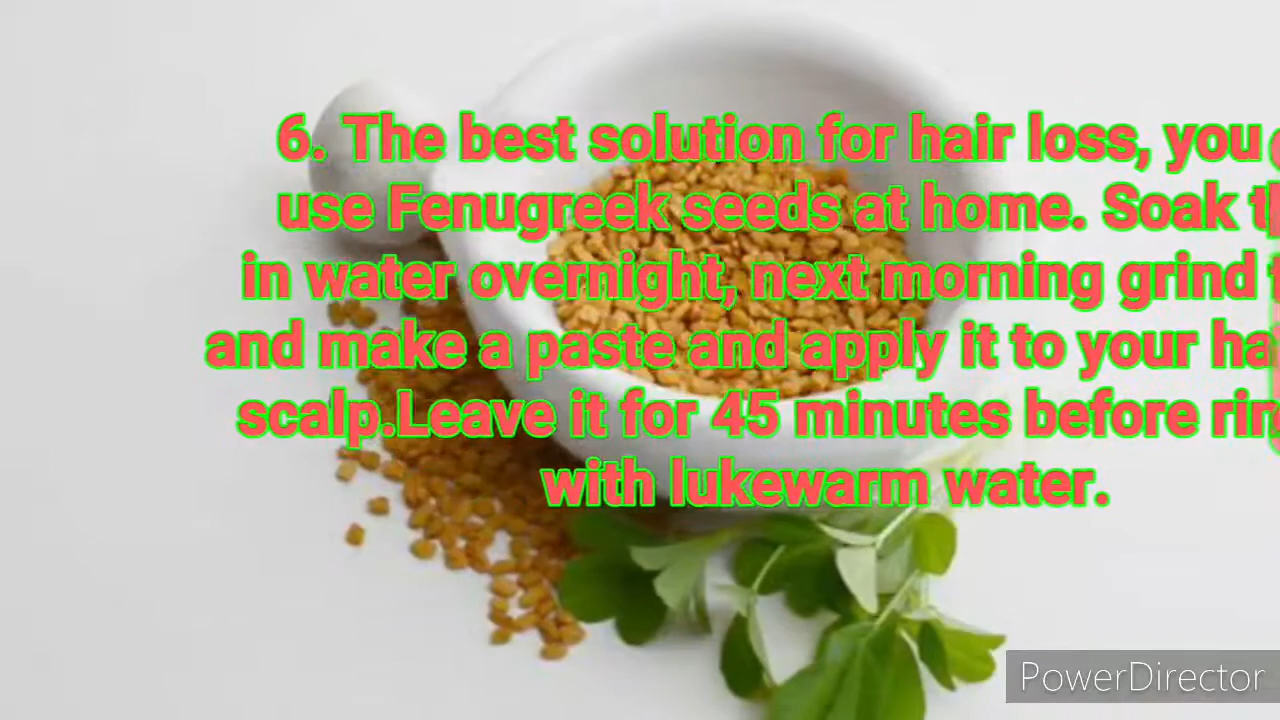 6. The best solution for hair loss, you
use Fenugreek seeds at home. Soak
in water overnight, next morning grind
and make a paste and apply it to your
scalp.Leave it for 45 minutes before
with lukewarm water.
PowerDirector